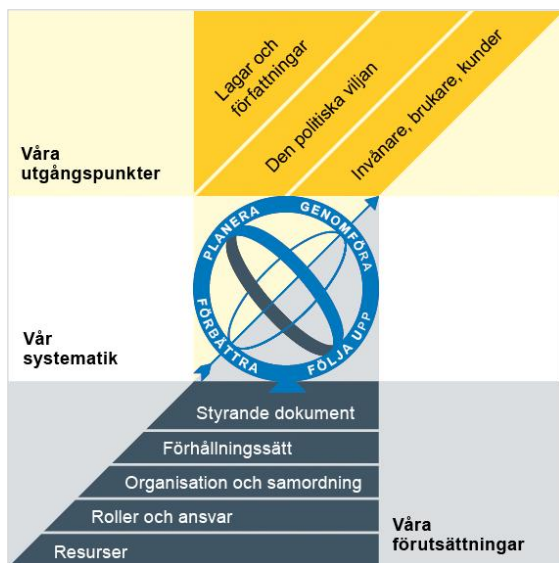 Lagar och
författningar
Den politiska viljan
Invånare, brukare, kunder
Våra
utgångspunkter
PLANERA
GENOMFÖRA
FÖRBÄTTRA
FÖLJA UPP
Vår
systematik
Styrande dokument
Förhållningssätt
Organisation och samordning
Roller och ansvar
Resurser
Våra
förutsättningar